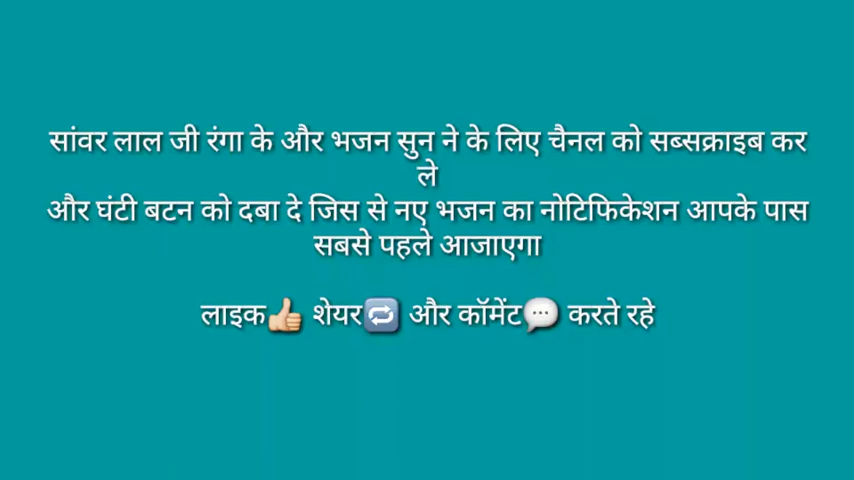 सांवर लाल जी रंगा के और भजन सुन ने के लिए चैनल को सब्सक्राइब कर
ले
और घंटी बटन को दबा दे जिस से नए भजन का नोटिफिकेशन आपके पास
सबसे पहले आजाएगा
लाइक👍🏻 शेयर🔁 और कॉमेंट💬 करते रहे